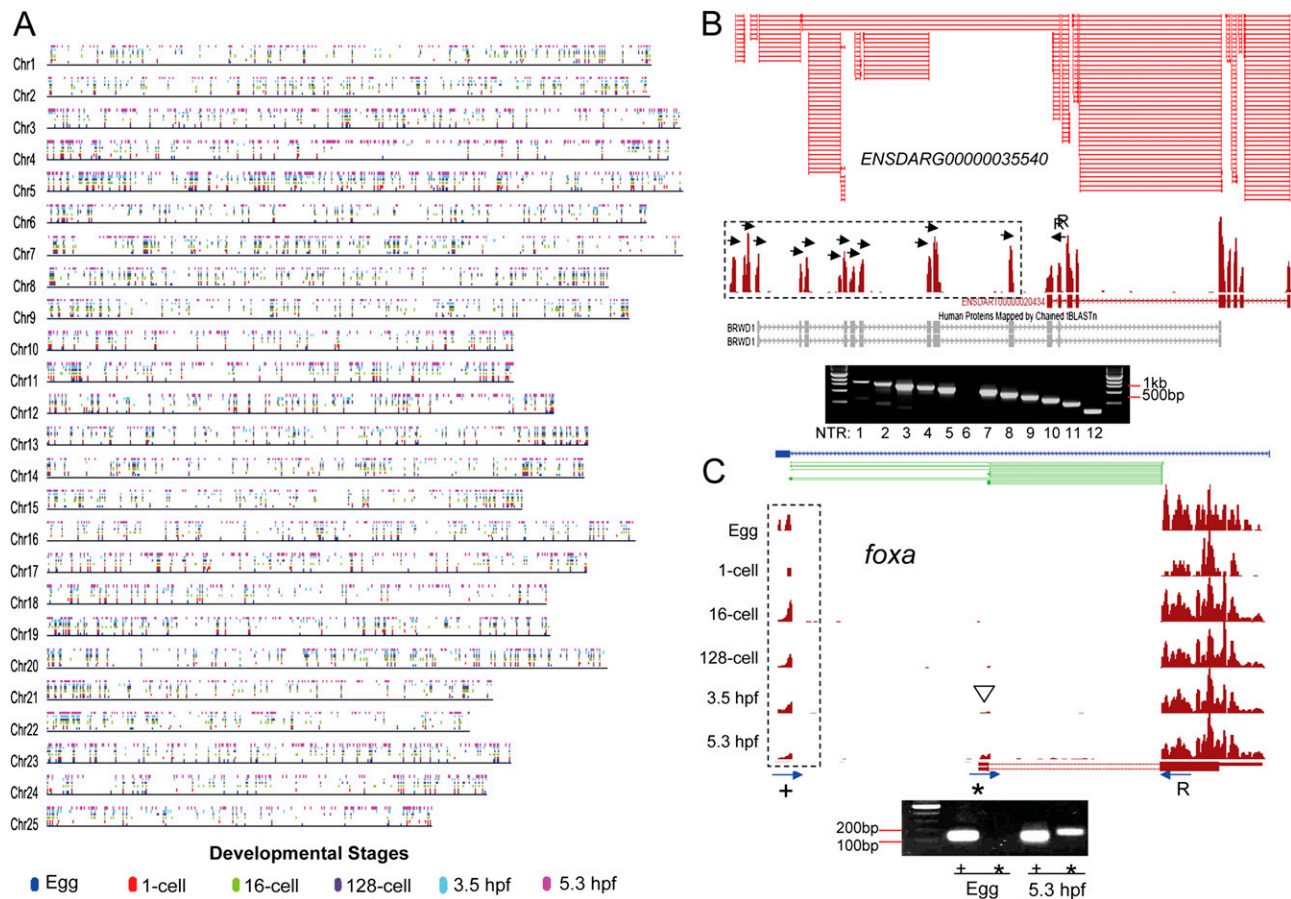 A
Chr1
Chr2
Chr3
Chr4
Chr5
Chr6
Chr7
Chr8
Chr9
Chr10
Chr11
Chr12
Chr13
Chr14
Chr15
Chr16
Chr17
Chr18
Chr19
Chr20
Chr21
Chr22
Chr23
Chr24
Chr25
Developmental Stages
Egg 1-cell 16-cell 128-cell 3.5 hpf 5.3 hpf
B
ENSDARG00000035540
R
ENSDART00000020434
Human Proteins Mapped by Chained tBLASTn
BRWD1
BRWD1
1kb
500bp
NTR: 1 2 3 4 5 6 7 8 9 10 11 12
C
foxa
Egg
1-cell
16-cell
128-cell
3.5 hpf
5.3 hpf
+ * R
200bp
100bp
+ * + *
Egg 5.3 hpf